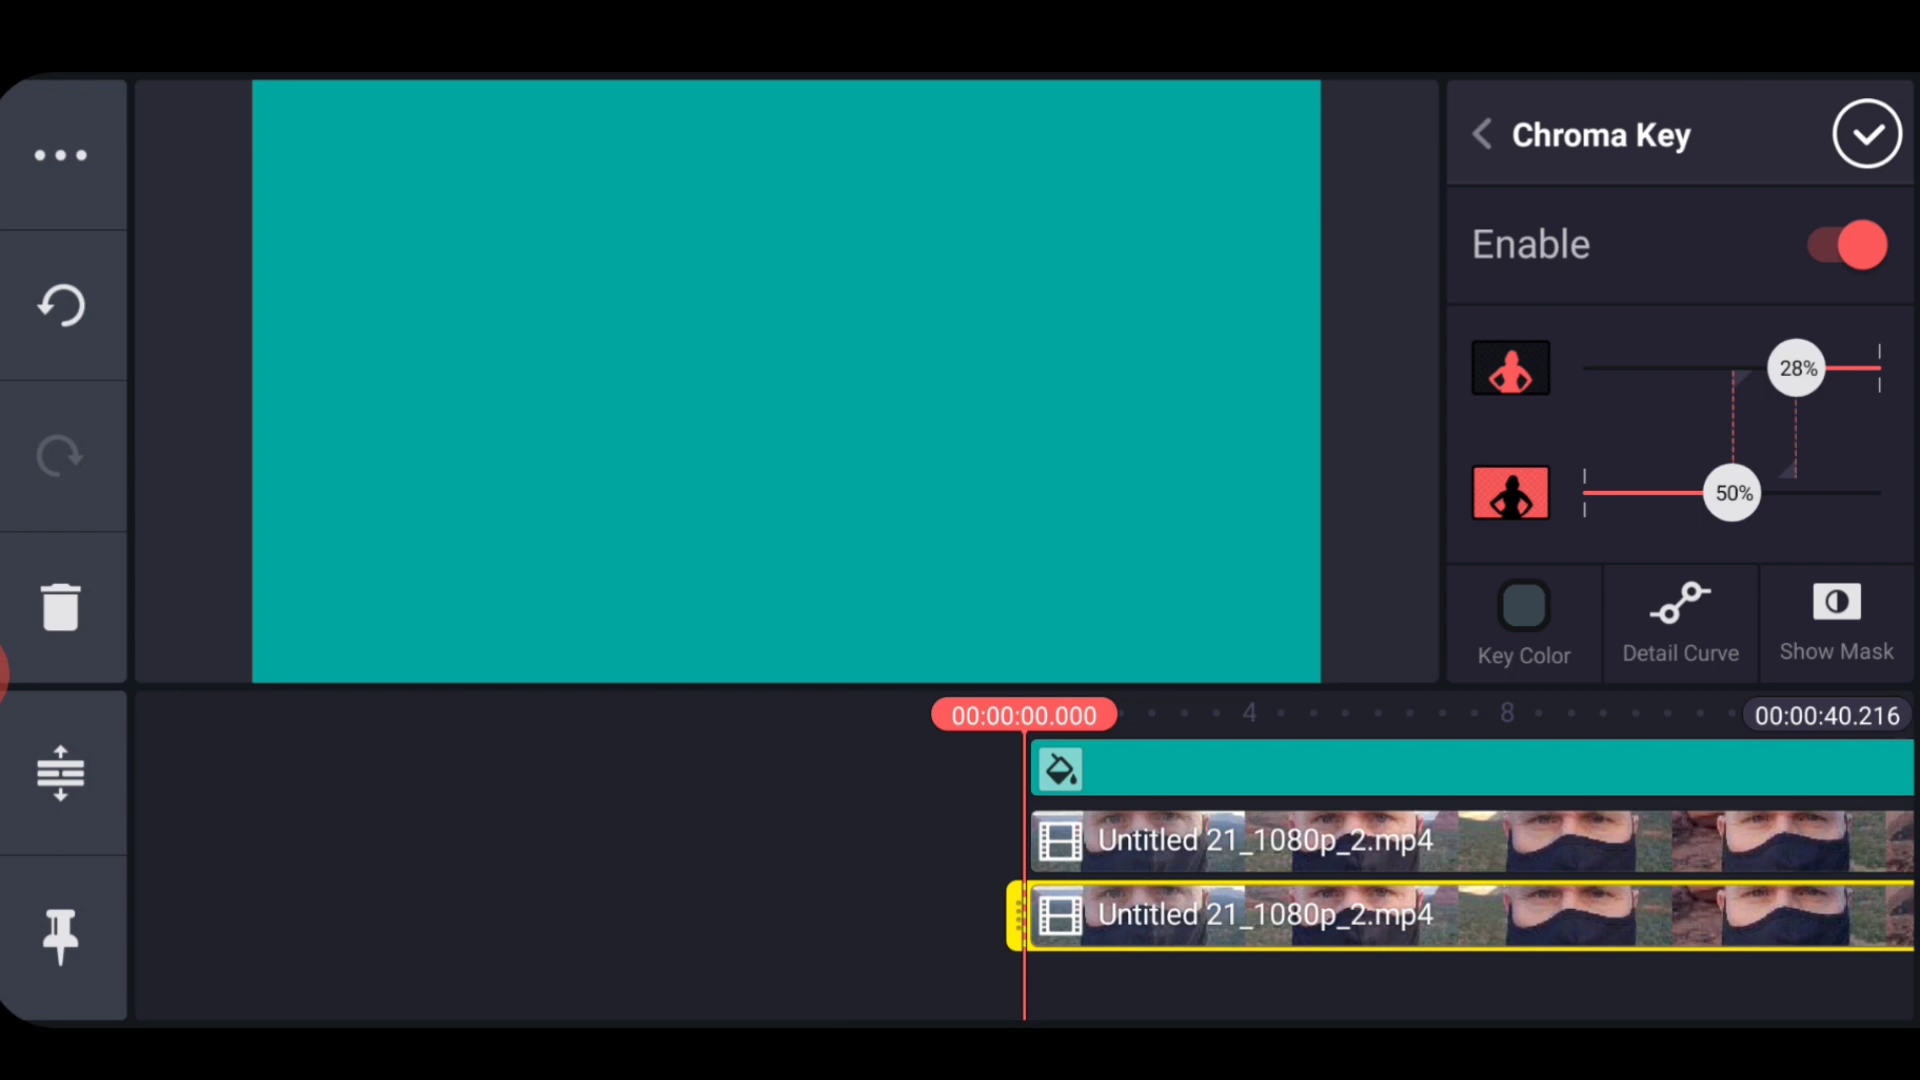 Chroma Key
Enable
28%
50%
Key Color
Detail Curve
Show Mask
00:00:00.000
4
8
00:00:40.216
Untitled 21_1080p_2.mp4
Untitled 21_1080p_2.mp4